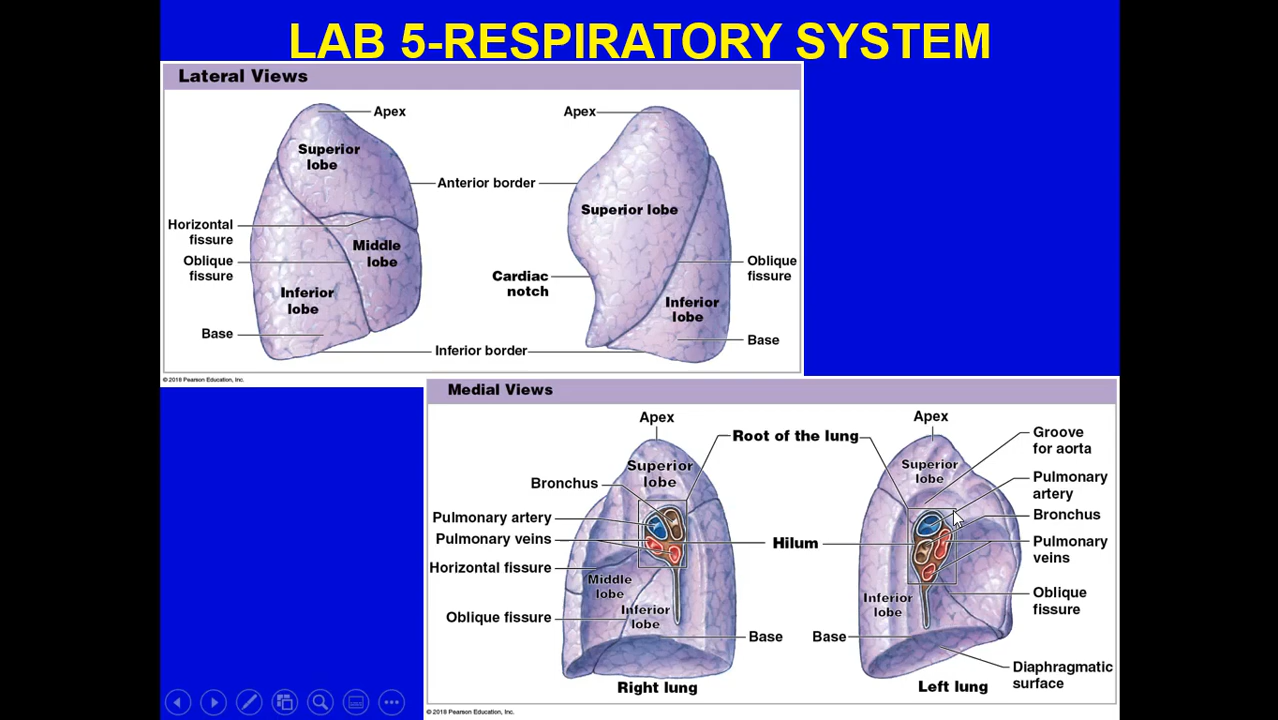 LAB 5-RESPIRATORY SYSTEM
Lateral Views
Apex
Superior
lobe
Horizontal
fissure
Oblique
fissure
Middle
lobe
Inferior
lobe
Base
Anterior border
Inferior border
Apex
Superior lobe
Cardiac
notch
Oblique
fissure
Inferior
lobe
Base
© 2018 Pearson Education, Inc.
Medial Views
Apex
Superior
lobe
Bronchus
Pulmonary artery
Pulmonary veins
Horizontal fissure
Middle
lobe
Oblique fissure
Inferior
lobe
Base
Right lung
Root of the lung
Hilum
Apex
Superior
lobe
Groove
for aorta
Pulmonary
artery
Bronchus
Pulmonary
veins
Oblique
fissure
Inferior
lobe
Base
Diaphragmatic
surface
Left lung
© 2018 Pearson Education, Inc.